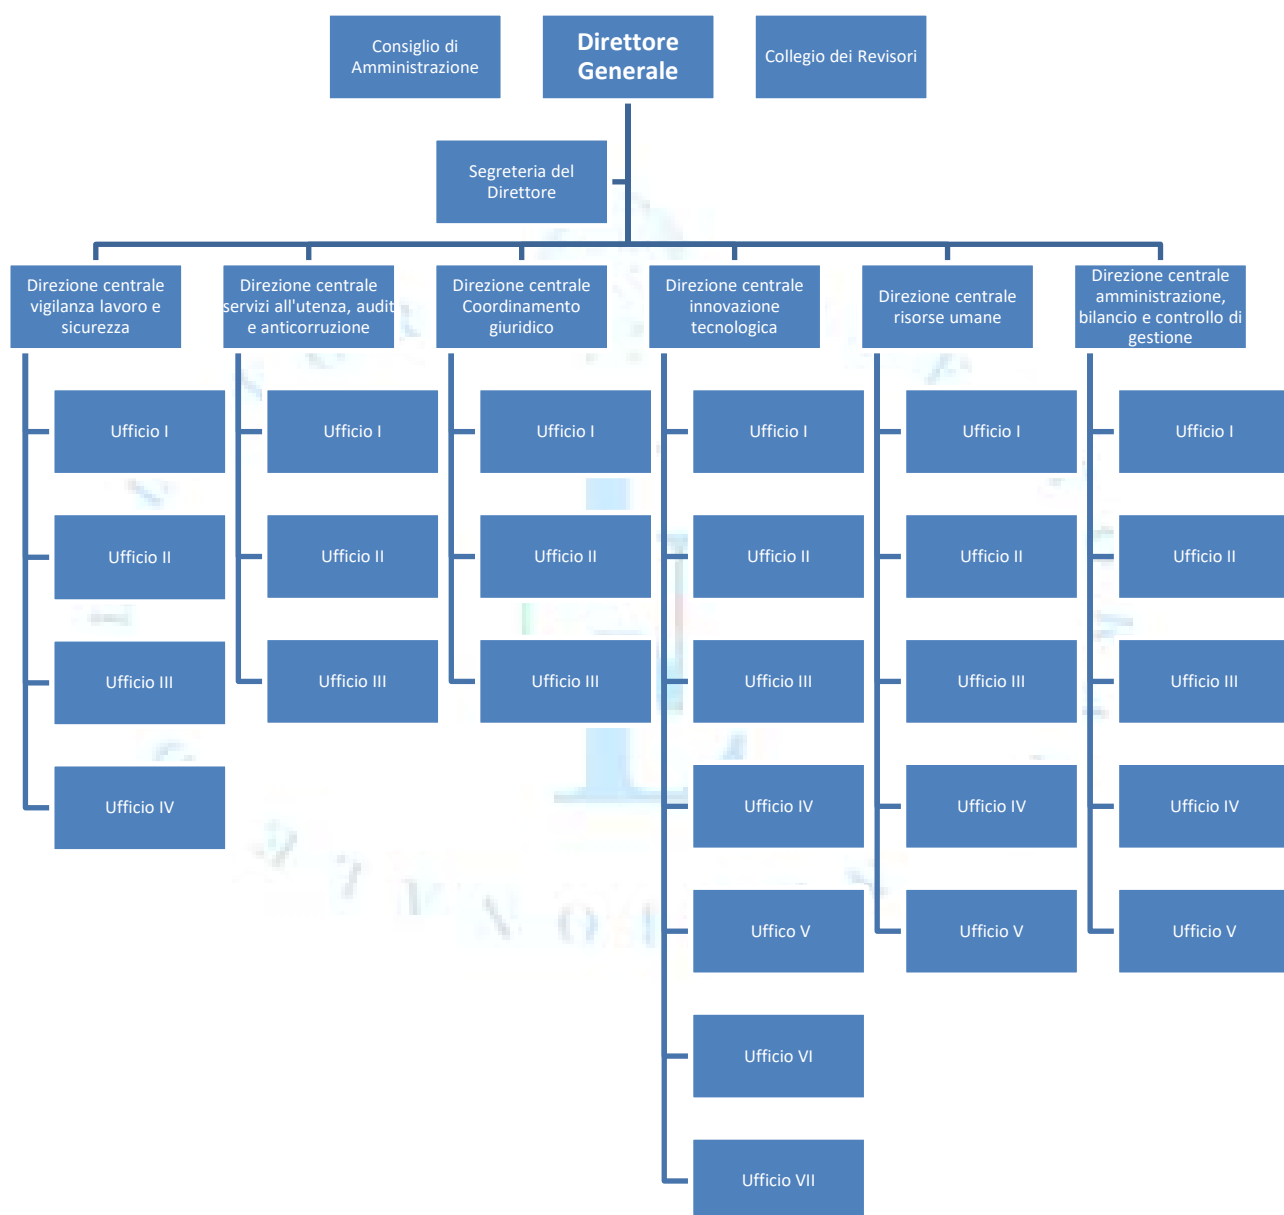 Consiglio di
Amministrazione
Direttore
Generale
Collegio dei Revisori
Segreteria del
Direttore
Direzione centrale
vigilanza lavoro e
sicurezza
Direzione centrale
servizi all'utenza, audit
e anticorruzione
Direzione centrale
Coordinamento
giuridico
Direzione centrale
innovazione
tecnologica
Direzione centrale
risorse umane
Direzione centrale
amministrazione,
bilancio e controllo di
gestione
Ufficio I
Ufficio II
Ufficio III
Ufficio IV
Ufficio I
Ufficio II
Ufficio III
Ufficio I
Ufficio II
Ufficio III
Ufficio I
Ufficio II
Ufficio III
Ufficio IV
Uffico V
Ufficio VI
Ufficio VII
Ufficio I
Ufficio II
Ufficio III
Ufficio IV
Ufficio V
Ufficio I
Ufficio II
Ufficio III
Ufficio IV
Ufficio V